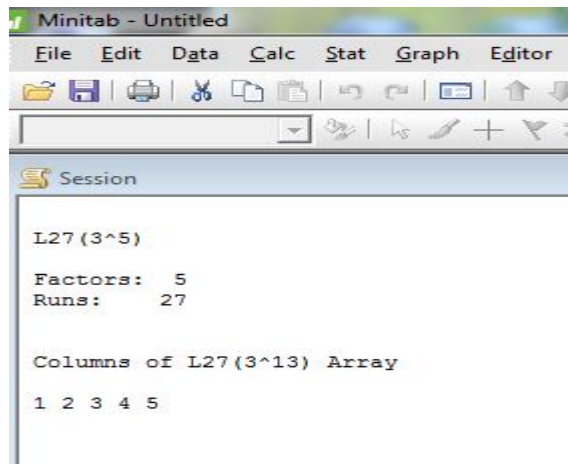 Minitab - Untitled
File Edit Data Calc Stat Graph Editor
Session
L27(3^5)
Factors: 5
Runs: 27
Columns of L27(3^13) Array
1 2 3 4 5